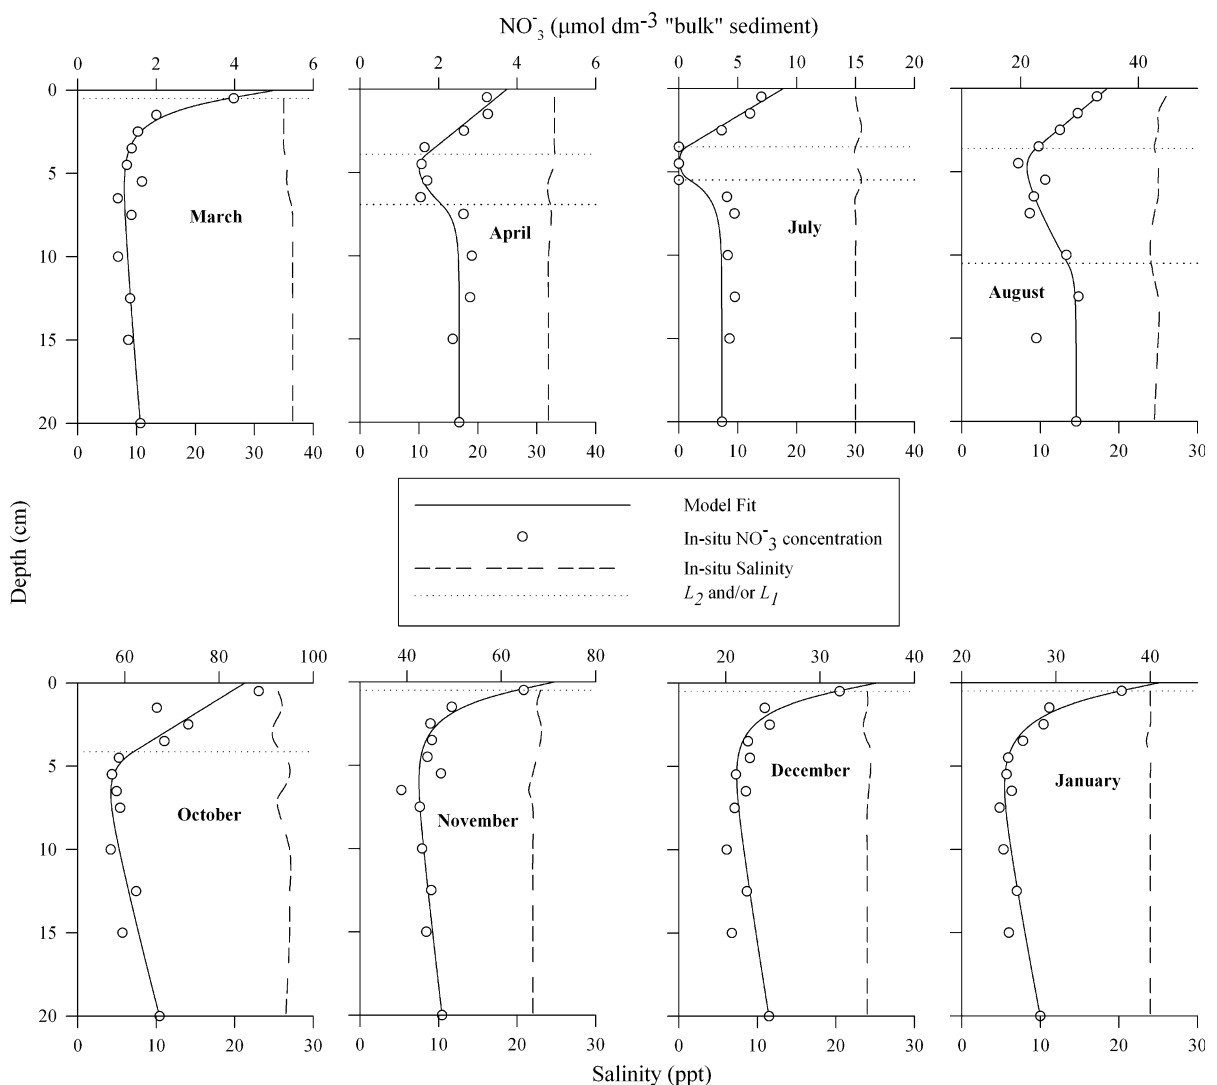 NO⁻₃ (μmol dm⁻³ "bulk" sediment)
0 2 4 6 0 2 4 6 0 5 10 15 20 20 40
0
5
10
15
20
March
April
July
August
0 10 20 30 40 0 10 20 30 40 0 10 20 30 40 0 10 20 30
Model Fit
In-situ NO⁻₃ concentration
In-situ Salinity
L₂ and/or L₁
Depth (cm)
60 80 100 40 60 80 20 30 40 20 30 40
0
5
10
15
20
October
November
December
January
0 10 20 30 0 10 20 30 0 10 20 30 0 10 20 30
Salinity (ppt)